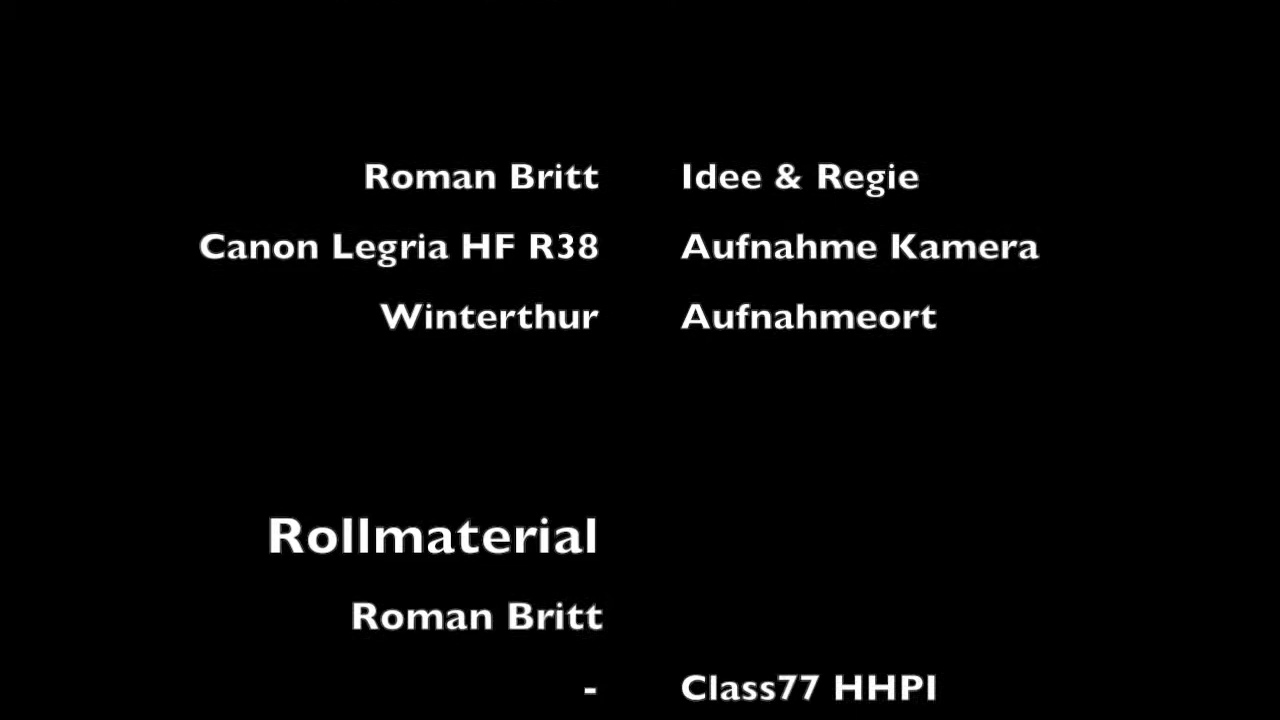 Roman Britt Idee & Regie
Canon Legria HF R38 Aufnahme Kamera
Winterthur Aufnahmeort
Rollmaterial
Roman Britt
- Class77 HHPI